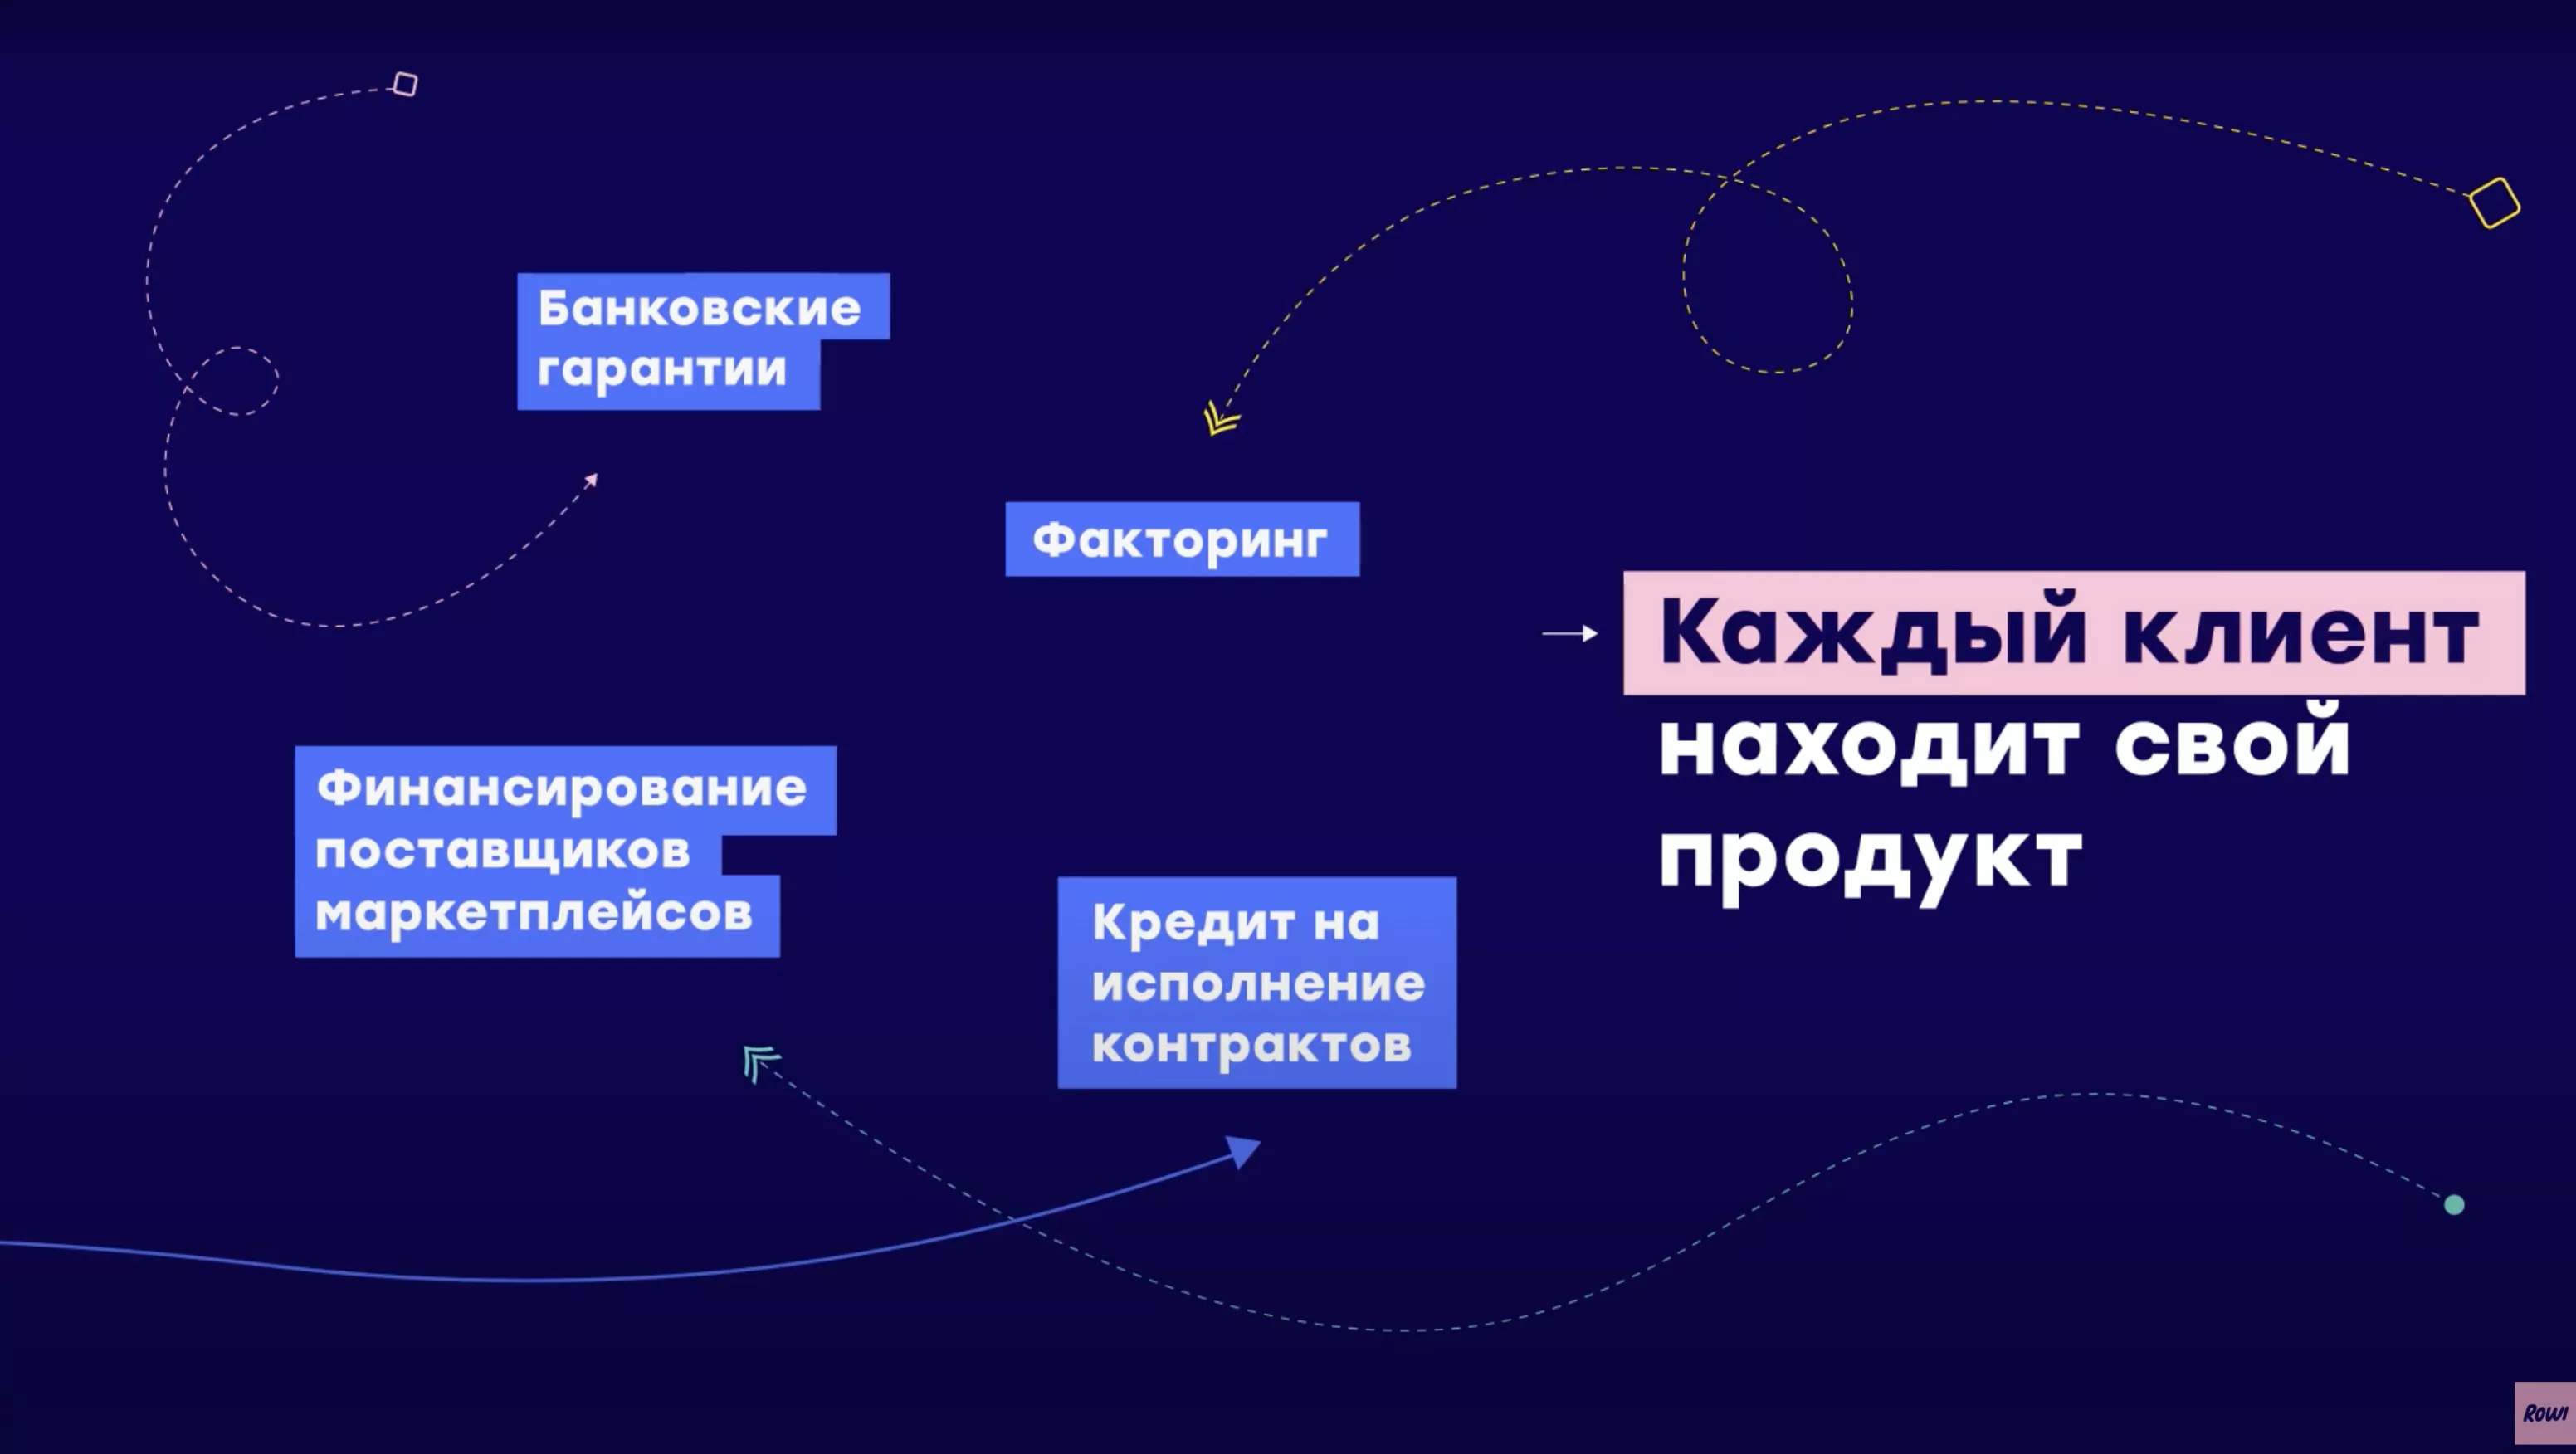 Банковские
гарантии
Факторинг
Каждый клиент
находит свой
продукт
Финансирование
поставщиков
маркетплейсов
Кредит на
исполнение
контрактов
ROWI